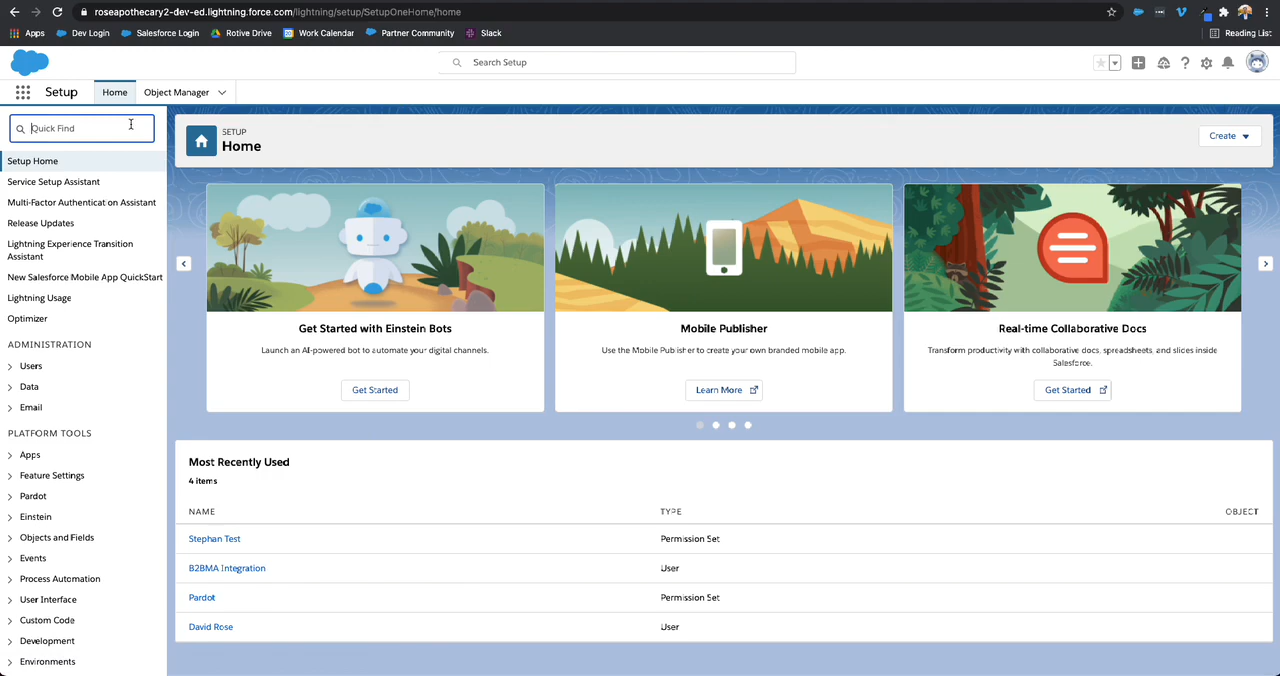 roseapothecary2-dev-ed.lightning.force.com/lightning/setup/SetupOneHome/home
Apps Dev Login Salesforce Login Rotive Drive Work Calendar Partner Community Slack Reading List
Search Setup
Setup Home Object Manager
Quick Find
Setup Home
Service Setup Assistant
Multi-Factor Authentication Assistant
Release Updates
Lightning Experience Transition
Assistant
New Salesforce Mobile App QuickStart
Lightning Usage
Optimizer
ADMINISTRATION
Users
Data
Email
PLATFORM TOOLS
Apps
Feature Settings
Pardot
Einstein
Objects and Fields
Events
Process Automation
User Interface
Custom Code
Development
Environments
SETUP
Home
Create
Get Started with Einstein Bots
Launch an AI-powered bot to automate your digital channels.
Get Started
Mobile Publisher
Use the Mobile Publisher to create your own branded mobile app.
Learn More
Real-time Collaborative Docs
Transform productivity with collaborative docs, spreadsheets, and slices inside
Salesforce.
Get Started
Most Recently Used
4 items
NAME TYPE OBJECT
Stephan Test Permission Set
B2BMA Integration User
Pardot Permission Set
David Rose User